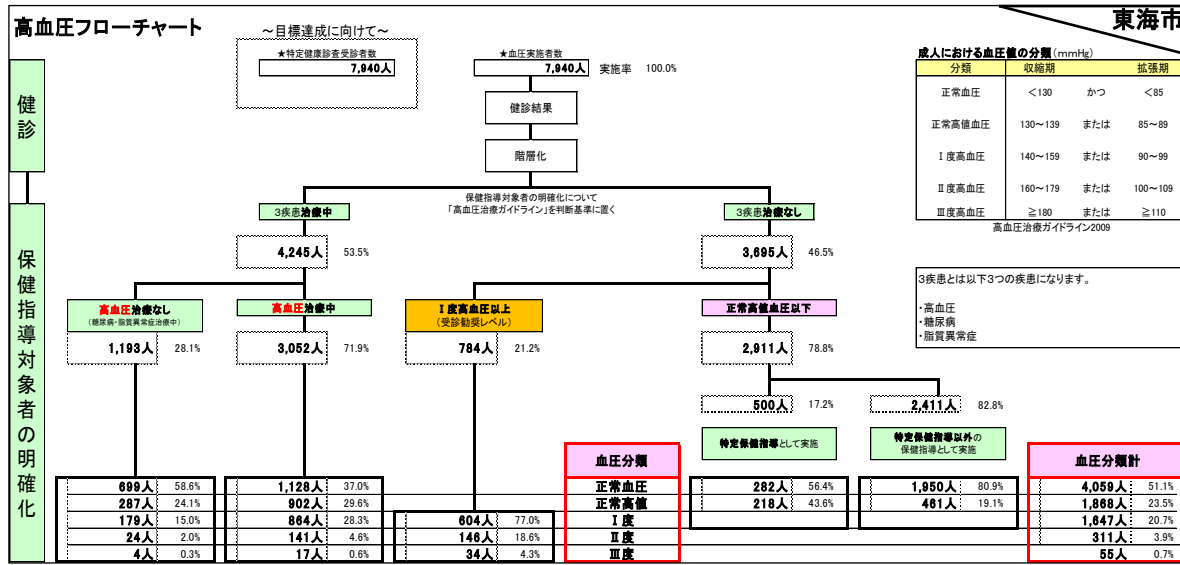 高血圧フローチャート
～目標達成に向けて～
東海市
★特定健康診査受診者数
7,940人
★血圧実施者数
7,940人 実施率 100.0%
成人における血圧値の分類(mmHg)
分類 収縮期 拡張期
正常血圧 ＜130 かつ ＜85
正常高値血圧 130～139 または 85～89
Ⅰ度高血圧 140～159 または 90～99
Ⅱ度高血圧 160～179 または 100～109
Ⅲ度高血圧 ≧180 または ≧110
高血圧治療ガイドライン2009
健診
健診結果
階層化
保健指導対象者の明確化について
「高血圧治療ガイドライン」を判断基準に置く
保健指導対象者の明確化
3疾患治療中
3疾患治療なし
4,245人 53.5%
3,695人 46.5%
3疾患とは以下3つの疾患になります。
・高血圧
・糖尿病
・脂質異常症
高血圧治療なし
(糖尿病・脂質異常症治療中)
高血圧治療中
Ⅰ度高血圧以上
(受診勧奨レベル)
正常高値血圧以下
1,193人 28.1%
3,052人 71.9%
784人 21.2%
2,911人 78.8%
500人 17.2%
2,411人 82.8%
特定保健指導として実施
特定保健指導以外の
保健指導として実施
血圧分類
血圧分類計
699人 58.6% 1,128人 37.0% 正常血圧 282人 56.4% 1,950人 80.9% 4,059人 51.1%
287人 24.1% 902人 29.6% 正常高値 218人 43.6% 461人 19.1% 1,868人 23.5%
179人 15.0% 864人 28.3% 604人 77.0% Ⅰ度 1,647人 20.7%
24人 2.0% 141人 4.6% 146人 18.6% Ⅱ度 311人 3.9%
4人 0.3% 17人 0.6% 34人 4.3% Ⅲ度 55人 0.7%